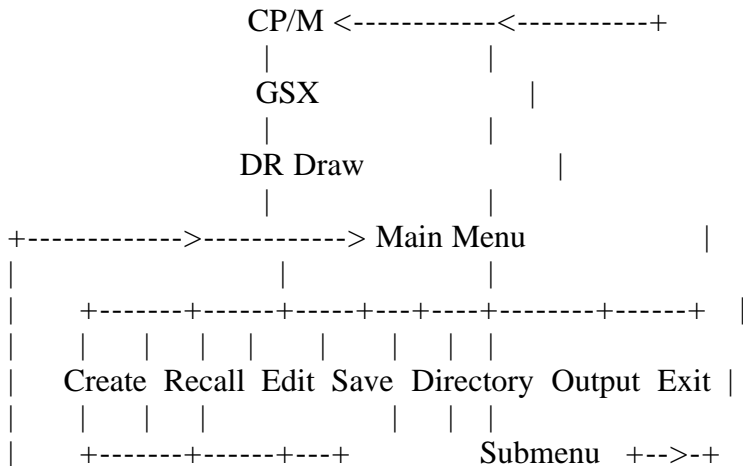 CP/M <------------<-----------+
| |
GSX |
| |
DR Draw |
| |
+------------->------------> Main Menu |
| | |
| +-------+------+------+---+----+--------+------+ |
| | | | | | | | |
Create Recall Edit Save Directory Output Exit |
| | | | | | |
| +-------+-------+---+ Submenu +-->-+